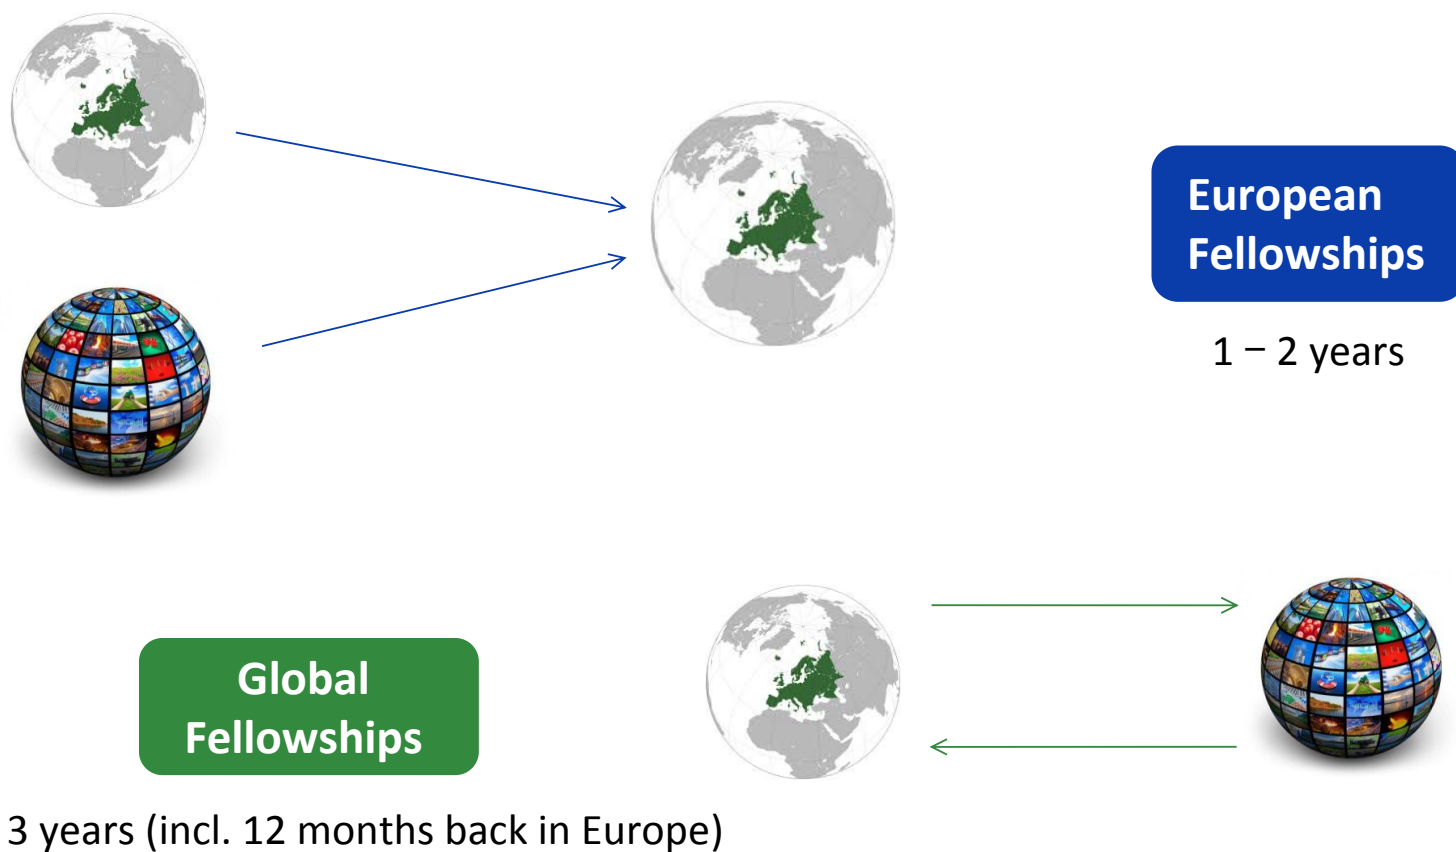 European
Fellowships
1 – 2 years
Global
Fellowships
3 years (incl. 12 months back in Europe)